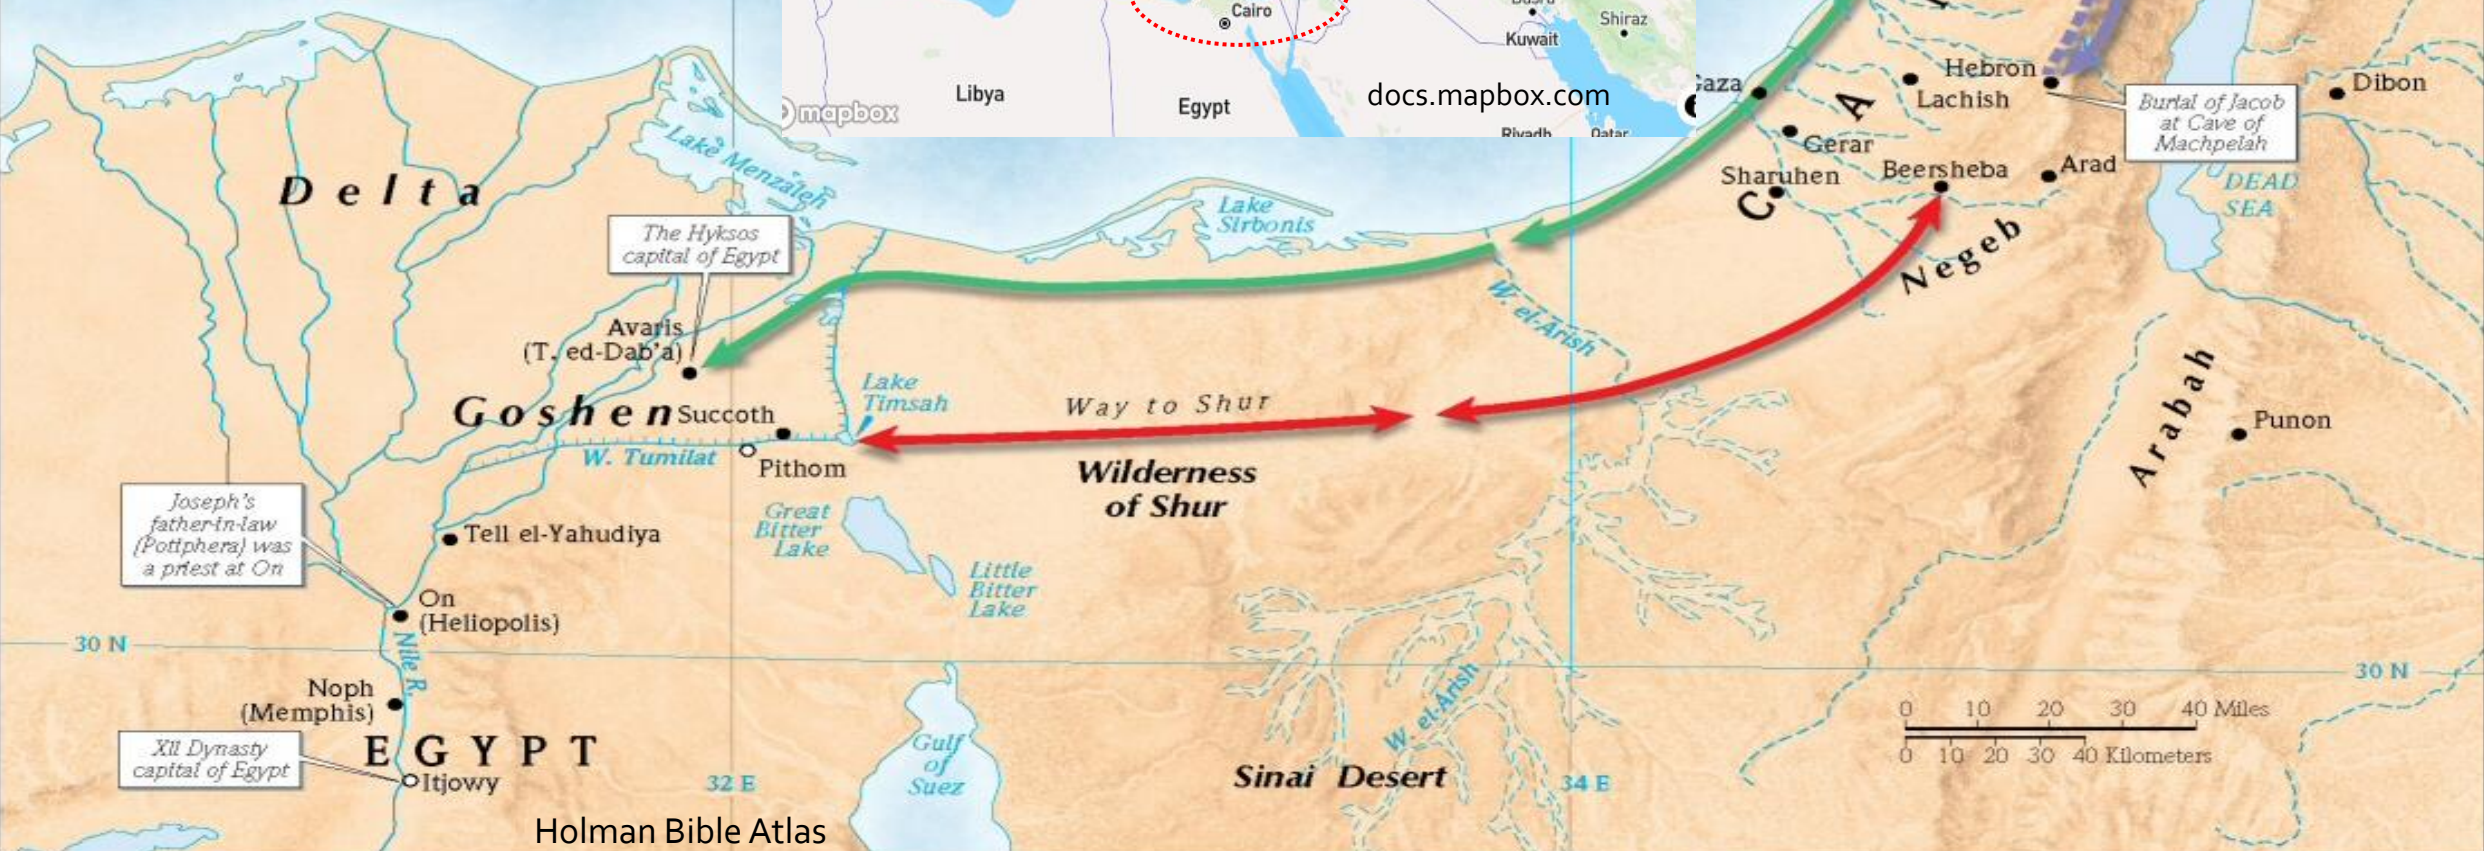 Cairo
Shiraz
Kuwait
Libya
Egypt
docs.mapbox.com
mapbox
Riyadh
Qatar
Hebron
Lachish
Dibon
Burial of Jacob
at Cave of
Machpelah
Gerar
Sharuhen
Beersheba
Arad
DEAD
SEA
C A
Negeb
Lake Menzaleh
Delta
Lake
Sirbonis
The Hyksos
capital of Egypt
W. el-Arish
Avaris
(T. ed-Dab'a)
Goshen
Succoth
Lake
Timsah
Way to Shur
Arabah
Punon
W. Tumilat
Pithom
Wilderness
of Shur
Joseph's
father-in-law
(Potiphera) was
a priest at On
Great
Bitter
Lake
Tell el-Yahudiya
Little
Bitter
Lake
On
(Heliopolis)
30 N
Nile R.
30 N
Noph
(Memphis)
W. el-Arish
0 10 20 30 40 Miles
0 10 20 30 40 Kilometers
XII Dynasty
capital of Egypt
EGYPT
Itjowy
Gulf
of
Suez
32 E
Sinai Desert
34 E
Holman Bible Atlas